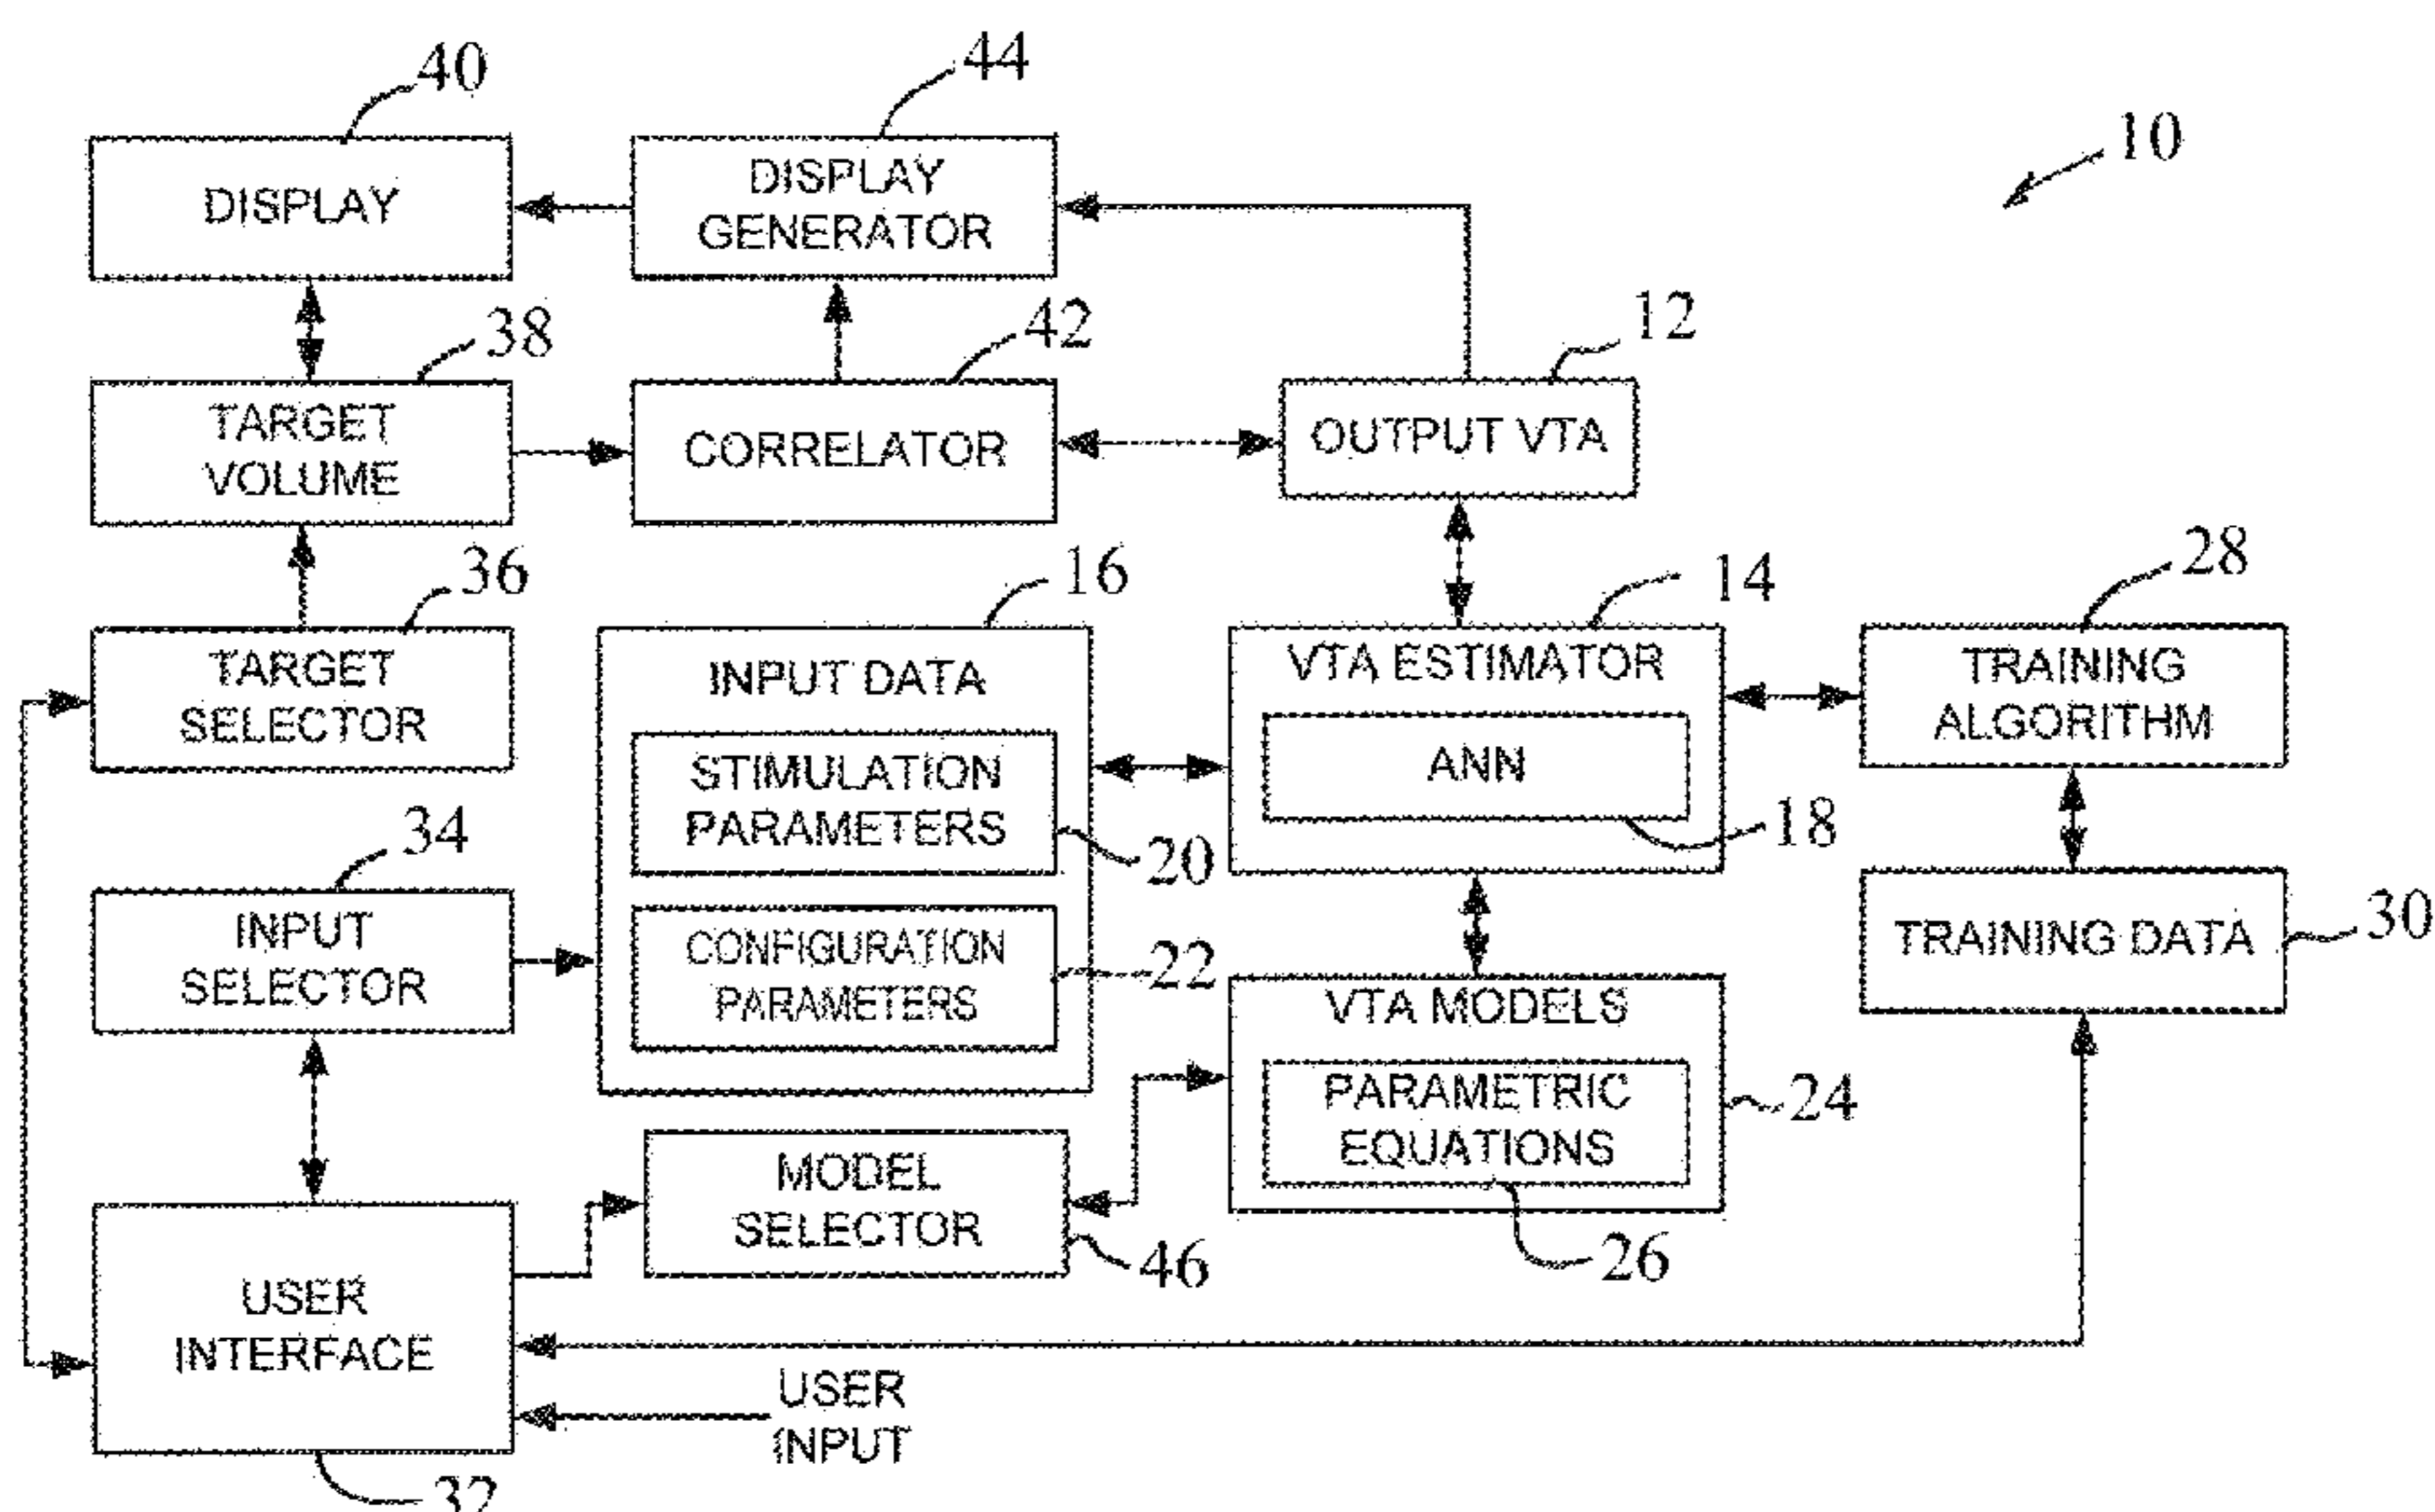 40
44
10
DISPLAY
DISPLAY
GENERATOR
38
42
12
TARGET
VOLUME
CORRELATOR
OUTPUT VTA
36
16
14
28
TARGET
SELECTOR
INPUT DATA
STIMULATION
PARAMETERS
20
CONFIGURATION
PARAMETERS
22
VTA ESTIMATOR
ANN
18
TRAINING
ALGORITHM
34
INPUT
SELECTOR
TRAINING DATA
30
VTA MODELS
PARAMETRIC
EQUATIONS
24
26
MODEL
SELECTOR
46
USER
INTERFACE
USER
INPUT
32